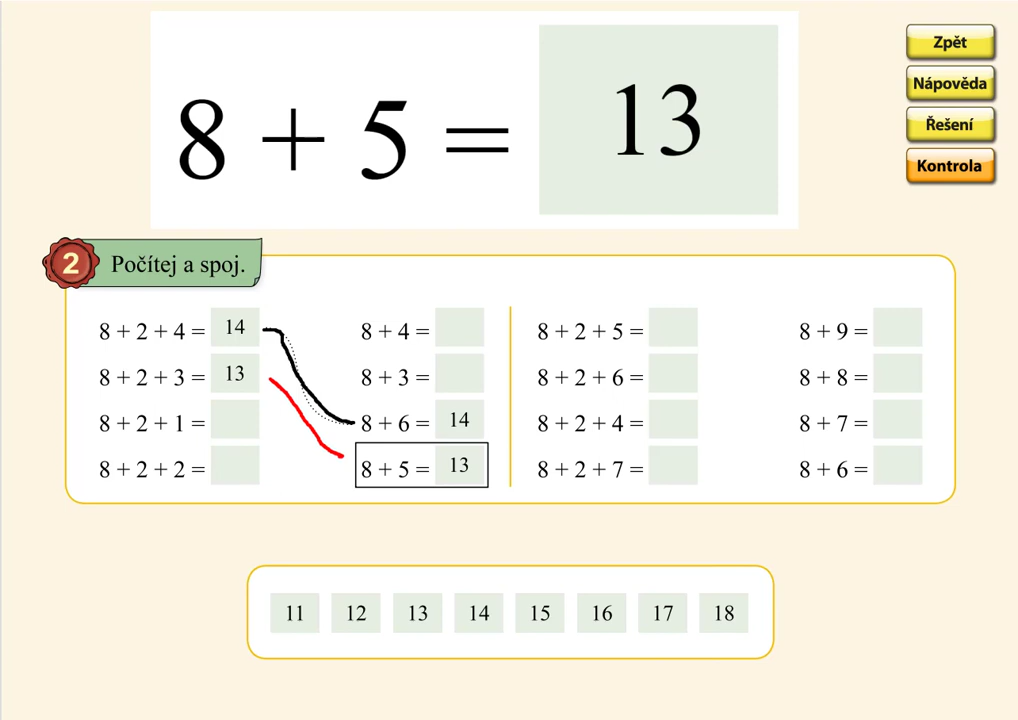 8 + 5 = 13
Zpět
Nápověda
Řešení
Kontrola
2 Počítej a spoj.
8 + 2 + 4 = 14 8 + 4 = 8 + 2 + 5 = 8 + 9 =
8 + 2 + 3 = 13 8 + 3 = 8 + 2 + 6 = 8 + 8 =
8 + 2 + 1 = 8 + 6 = 14 8 + 2 + 4 = 8 + 7 =
8 + 2 + 2 = 8 + 5 = 13 8 + 2 + 7 = 8 + 6 =
11 12 13 14 15 16 17 18